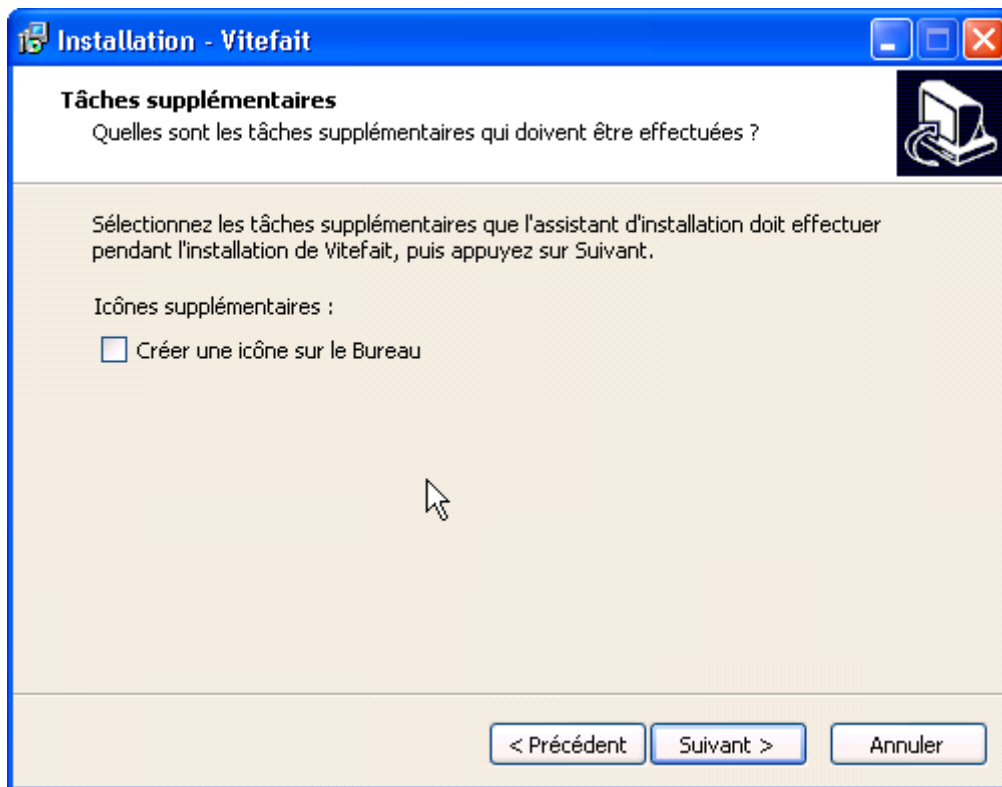 Installation - Vitefait
Tâches supplémentaires
Quelles sont les tâches supplémentaires qui doivent être effectuées ?
Sélectionnez les tâches supplémentaires que l'assistant d'installation doit effectuer
pendant l'installation de Vitefait, puis appuyez sur Suivant.
Icônes supplémentaires :
Créer une icône sur le Bureau
< Précédent Suivant > Annuler